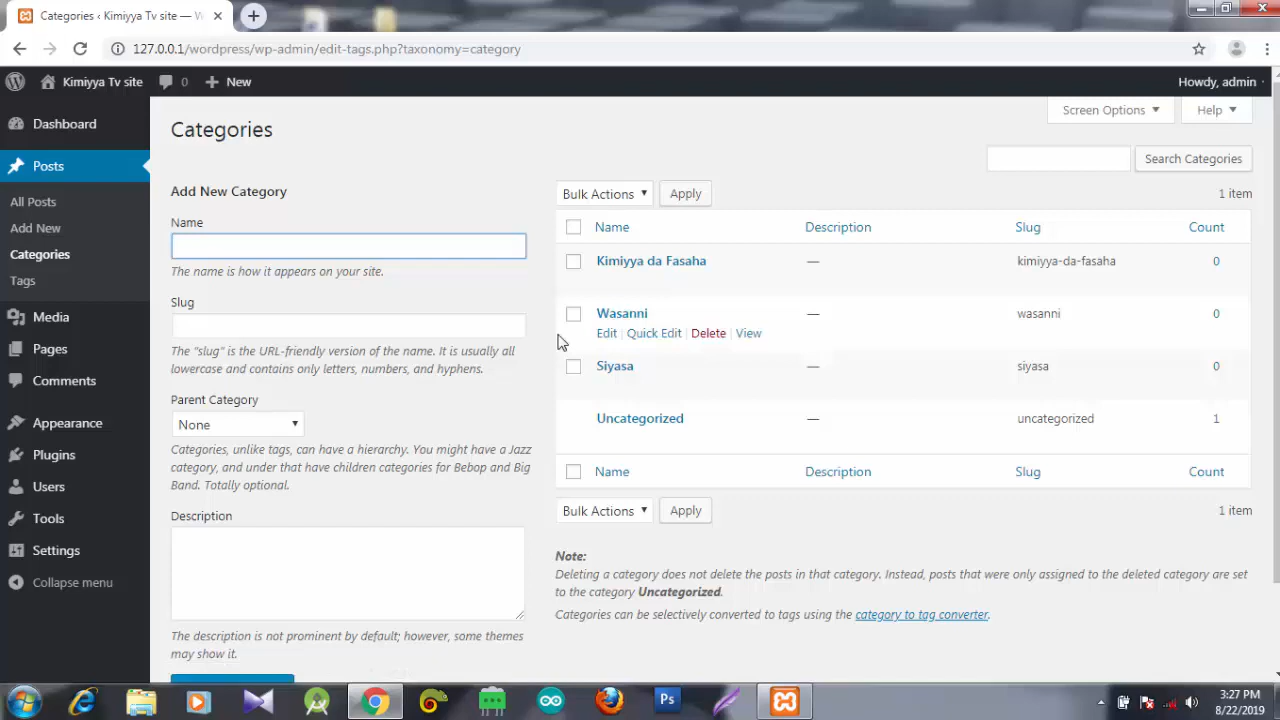 Categories ‹ Kimiyya Tv site — W
127.0.0.1/wordpress/wp-admin/edit-tags.php?taxonomy=category
Kimiyya Tv site 0 New Howdy, admin
Screen Options Help
Dashboard
Posts
All Posts
Add New
Categories
Tags
Media
Pages
Comments
Appearance
Plugins
Users
Tools
Settings
Collapse menu
Categories
Search Categories
Add New Category
Name
The name is how it appears on your site.
Slug
The “slug” is the URL-friendly version of the name. It is usually all
lowercase and contains only letters, numbers, and hyphens.
Parent Category
None
Categories, unlike tags, can have a hierarchy. You might have a Jazz
category, and under that have children categories for Bebop and Big
Band. Totally optional.
Description
The description is not prominent by default; however, some themes
may show it.
Bulk Actions Apply 1 item
Name Description Slug Count
Kimiyya da Fasaha — kimiyya-da-fasaha 0
Wasanni — wasanni 0
Edit | Quick Edit | Delete | View
Siyasa — siyasa 0
Uncategorized — uncategorized 1
Name Description Slug Count
Bulk Actions Apply 1 item
Note:
Deleting a category does not delete the posts in that category. Instead, posts that were only assigned to the deleted category are set
to the category Uncategorized.
Categories can be selectively converted to tags using the category to tag converter.
Ps
3:27 PM
8/22/2019